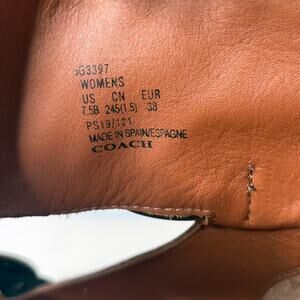 G3397
WOMENS
US CN EUR
7.5B 245(1.5) 38
PS19/121
MADE IN SPAIN/ESPAGNE
COACH